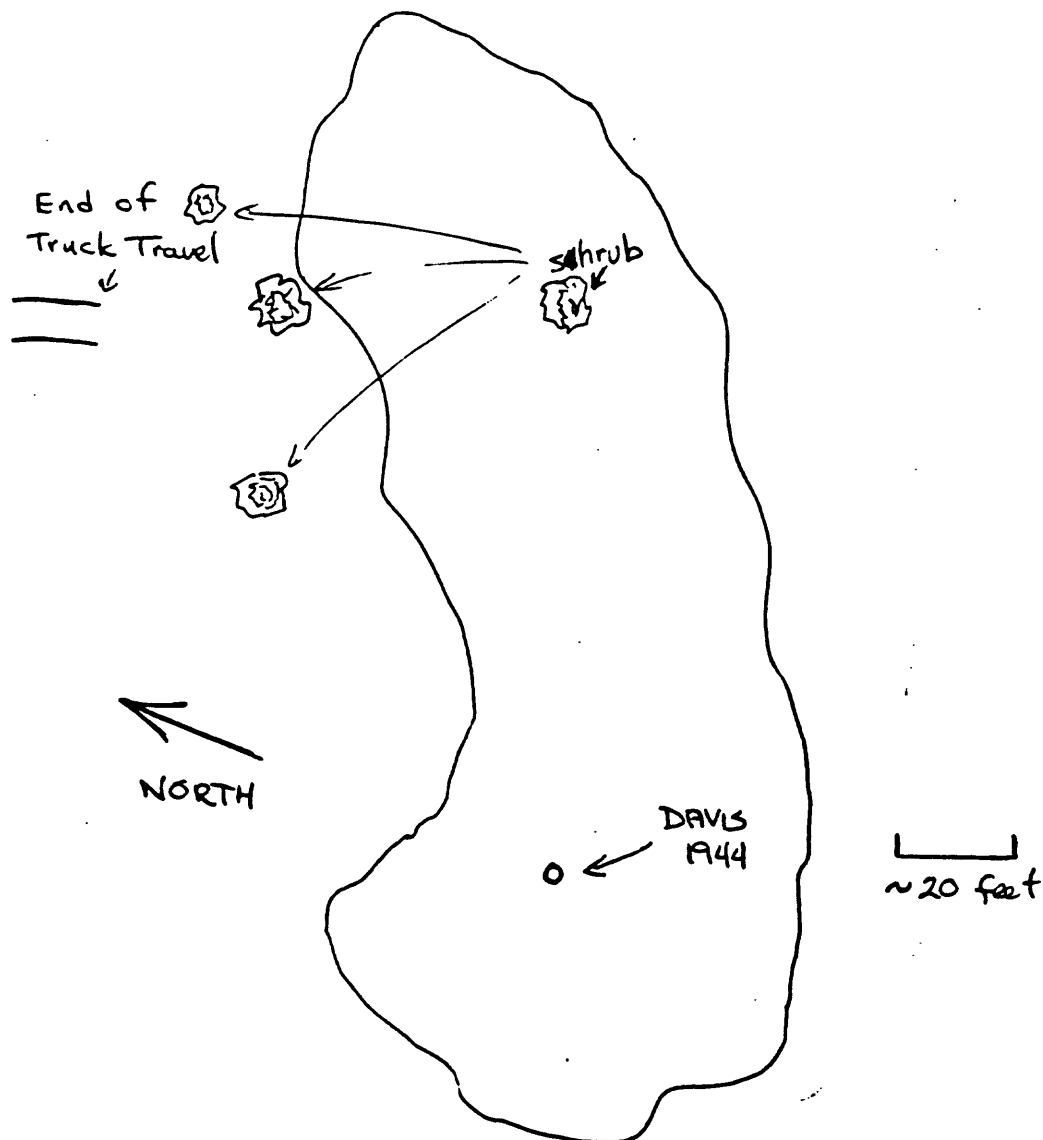 End of
Truck Travel
shrub
NORTH
DAVIS
1944
~20 feet